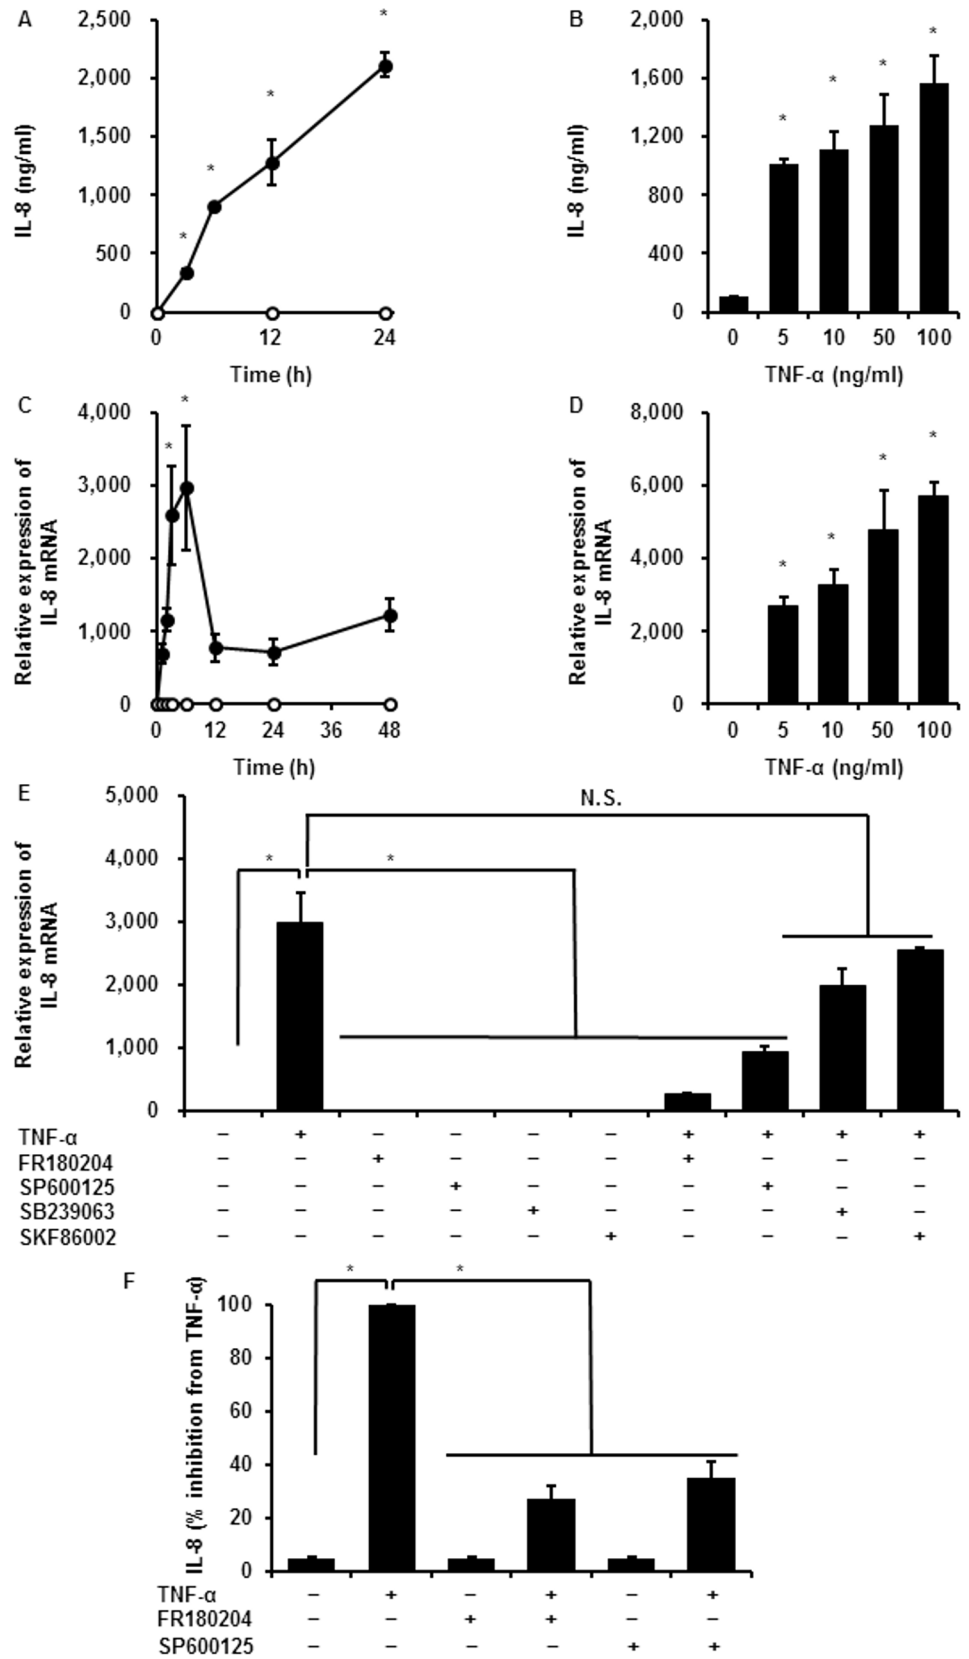 A
IL-8 (ng/ml)
2,500
2,000
1,500
1,000
500
0
* * * *
0 12 24
Time (h)
B
IL-8 (ng/ml)
2,000
1,600
1,200
800
400
0
* * * *
0 5 10 50 100
TNF-α (ng/ml)
C
Relative expression of
IL-8 mRNA
4,000
3,000
2,000
1,000
0
* *
0 12 24 36 48
Time (h)
D
Relative expression of
IL-8 mRNA
8,000
6,000
4,000
2,000
0
* * * *
0 5 10 50 100
TNF-α (ng/ml)
E
Relative expression of
IL-8 mRNA
5,000
4,000
3,000
2,000
1,000
0
N.S.
* *
TNF-α − + − − − − + + + +
FR180204 − − + − − − + − − −
SP600125 − − − + − − − + − −
SB239063 − − − − + − − − + −
SKF86002 − − − − − + − − − +
F
IL-8 (% inhibition from TNF-α)
100
80
60
40
20
0
* *
TNF-α − + − + − +
FR180204 − − + + − −
SP600125 − − − − + +